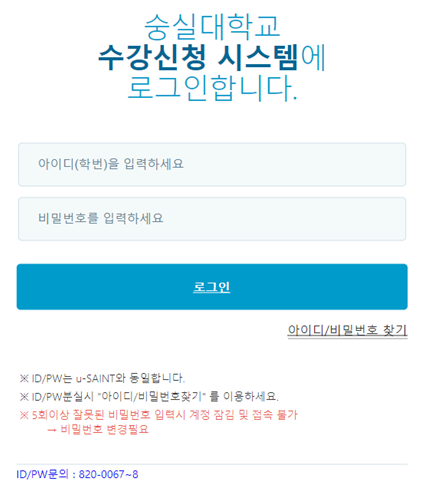 숭실대학교
수강신청 시스템에
로그인합니다.
아이디(학번)을 입력하세요
비밀번호를 입력하세요
로그인
아이디/비밀번호 찾기
※ ID/PW는 u-SAINT와 동일합니다.
※ ID/PW분실시 "아이디/비밀번호찾기" 를 이용하세요.
※ 5회이상 잘못된 비밀번호 입력시 계정 잠김 및 접속 불가
→ 비밀번호 변경필요
ID/PW문의 : 820-0067~8